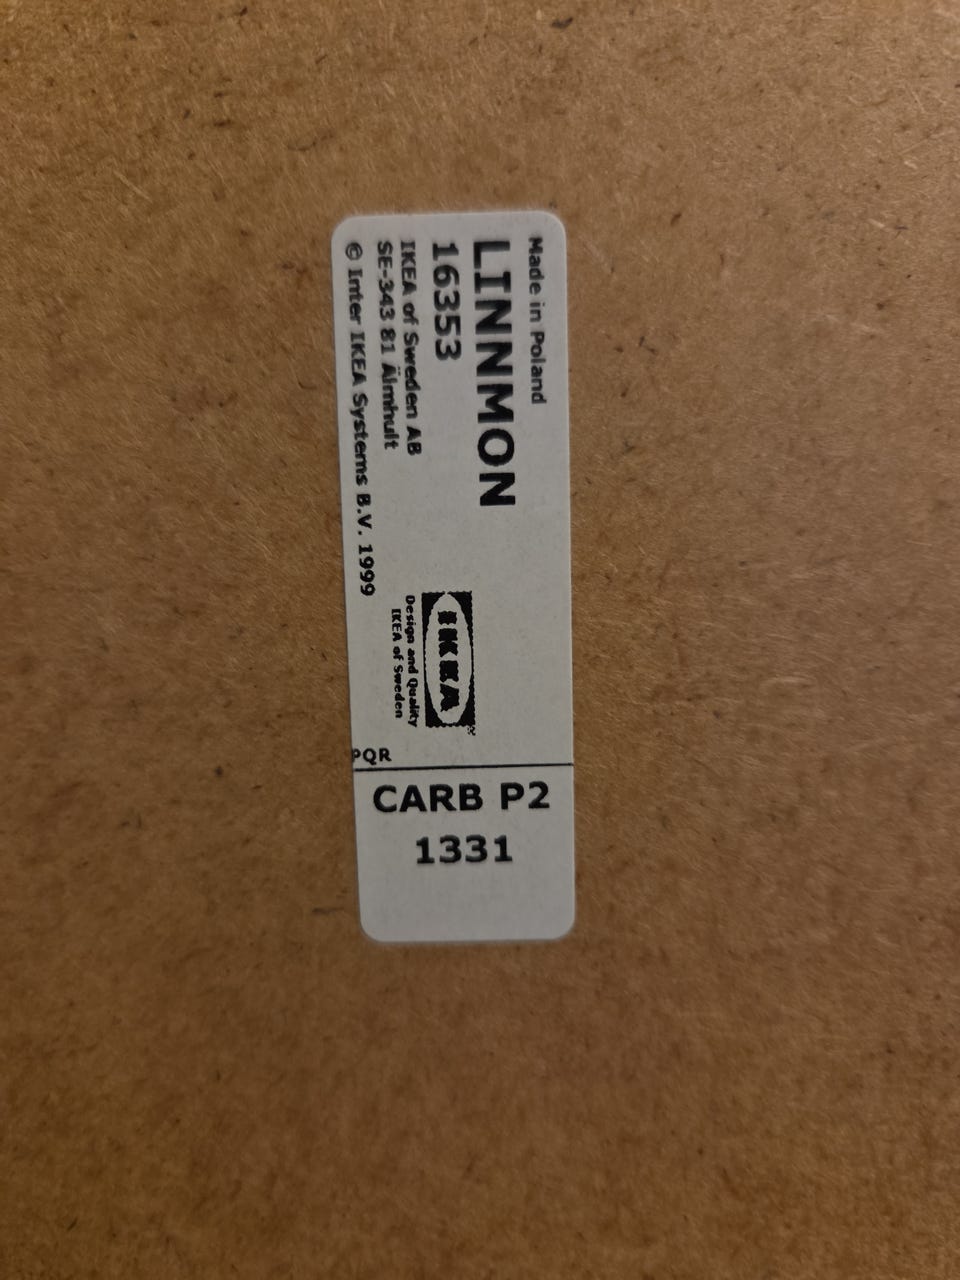 Made in Poland
LINNMON
16353
IKEA of Sweden AB
SE-343 81 Älmhult
© Inter IKEA Systems B.V. 1999
IKEA®
Design and Quality
IKEA of Sweden
PQR
CARB P2
1331